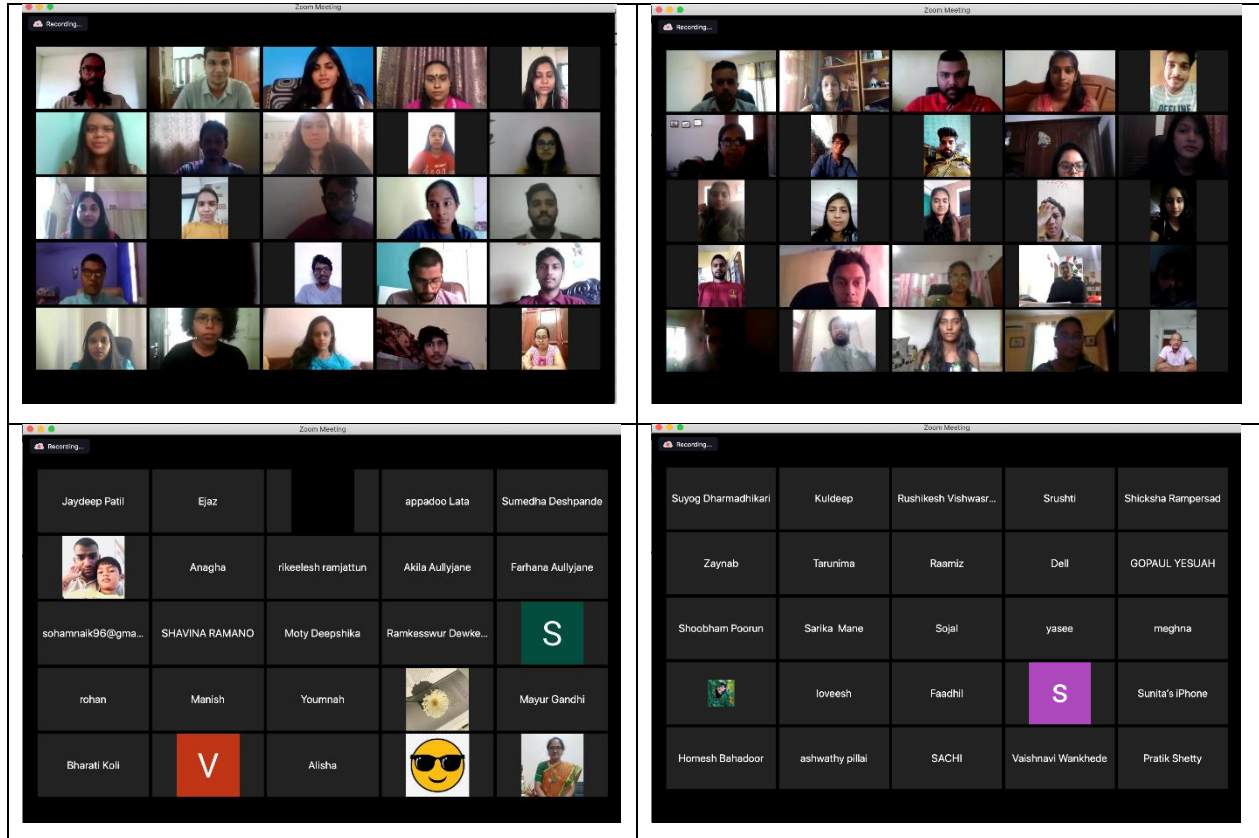 Zoom Meeting
Recording...
Zoom Meeting
Recording...
OFFLINE
Zoom Meeting
Recording...
Jaydeep Patil
Ejaz
appadoo Lata
Sumedha Deshpande
Anagha
rikeelesh ramjattun
Akila Aullyjane
Farhana Aullyjane
sohamnaik96@gma...
SHAVINA RAMANO
Moty Deepshika
Ramkesswur Dewke...
S
rohan
Manish
Youmnah
Mayur Gandhi
Bharati Koli
V
Alisha
Zoom Meeting
Recording...
Suyog Dharmadhikari
Kuldeep
Rushikesh Vishwasr...
Srushti
Shicksha Rampersad
Zaynab
Tarunima
Raamiz
Dell
GOPAUL YESUAH
Shoobham Poorun
Sarika Mane
Sojal
yasee
meghna
loveesh
Faadhil
S
Sunita's iPhone
Homesh Bahadoor
ashwathy pillai
SACHI
Vaishnavi Wankhede
Pratik Shetty